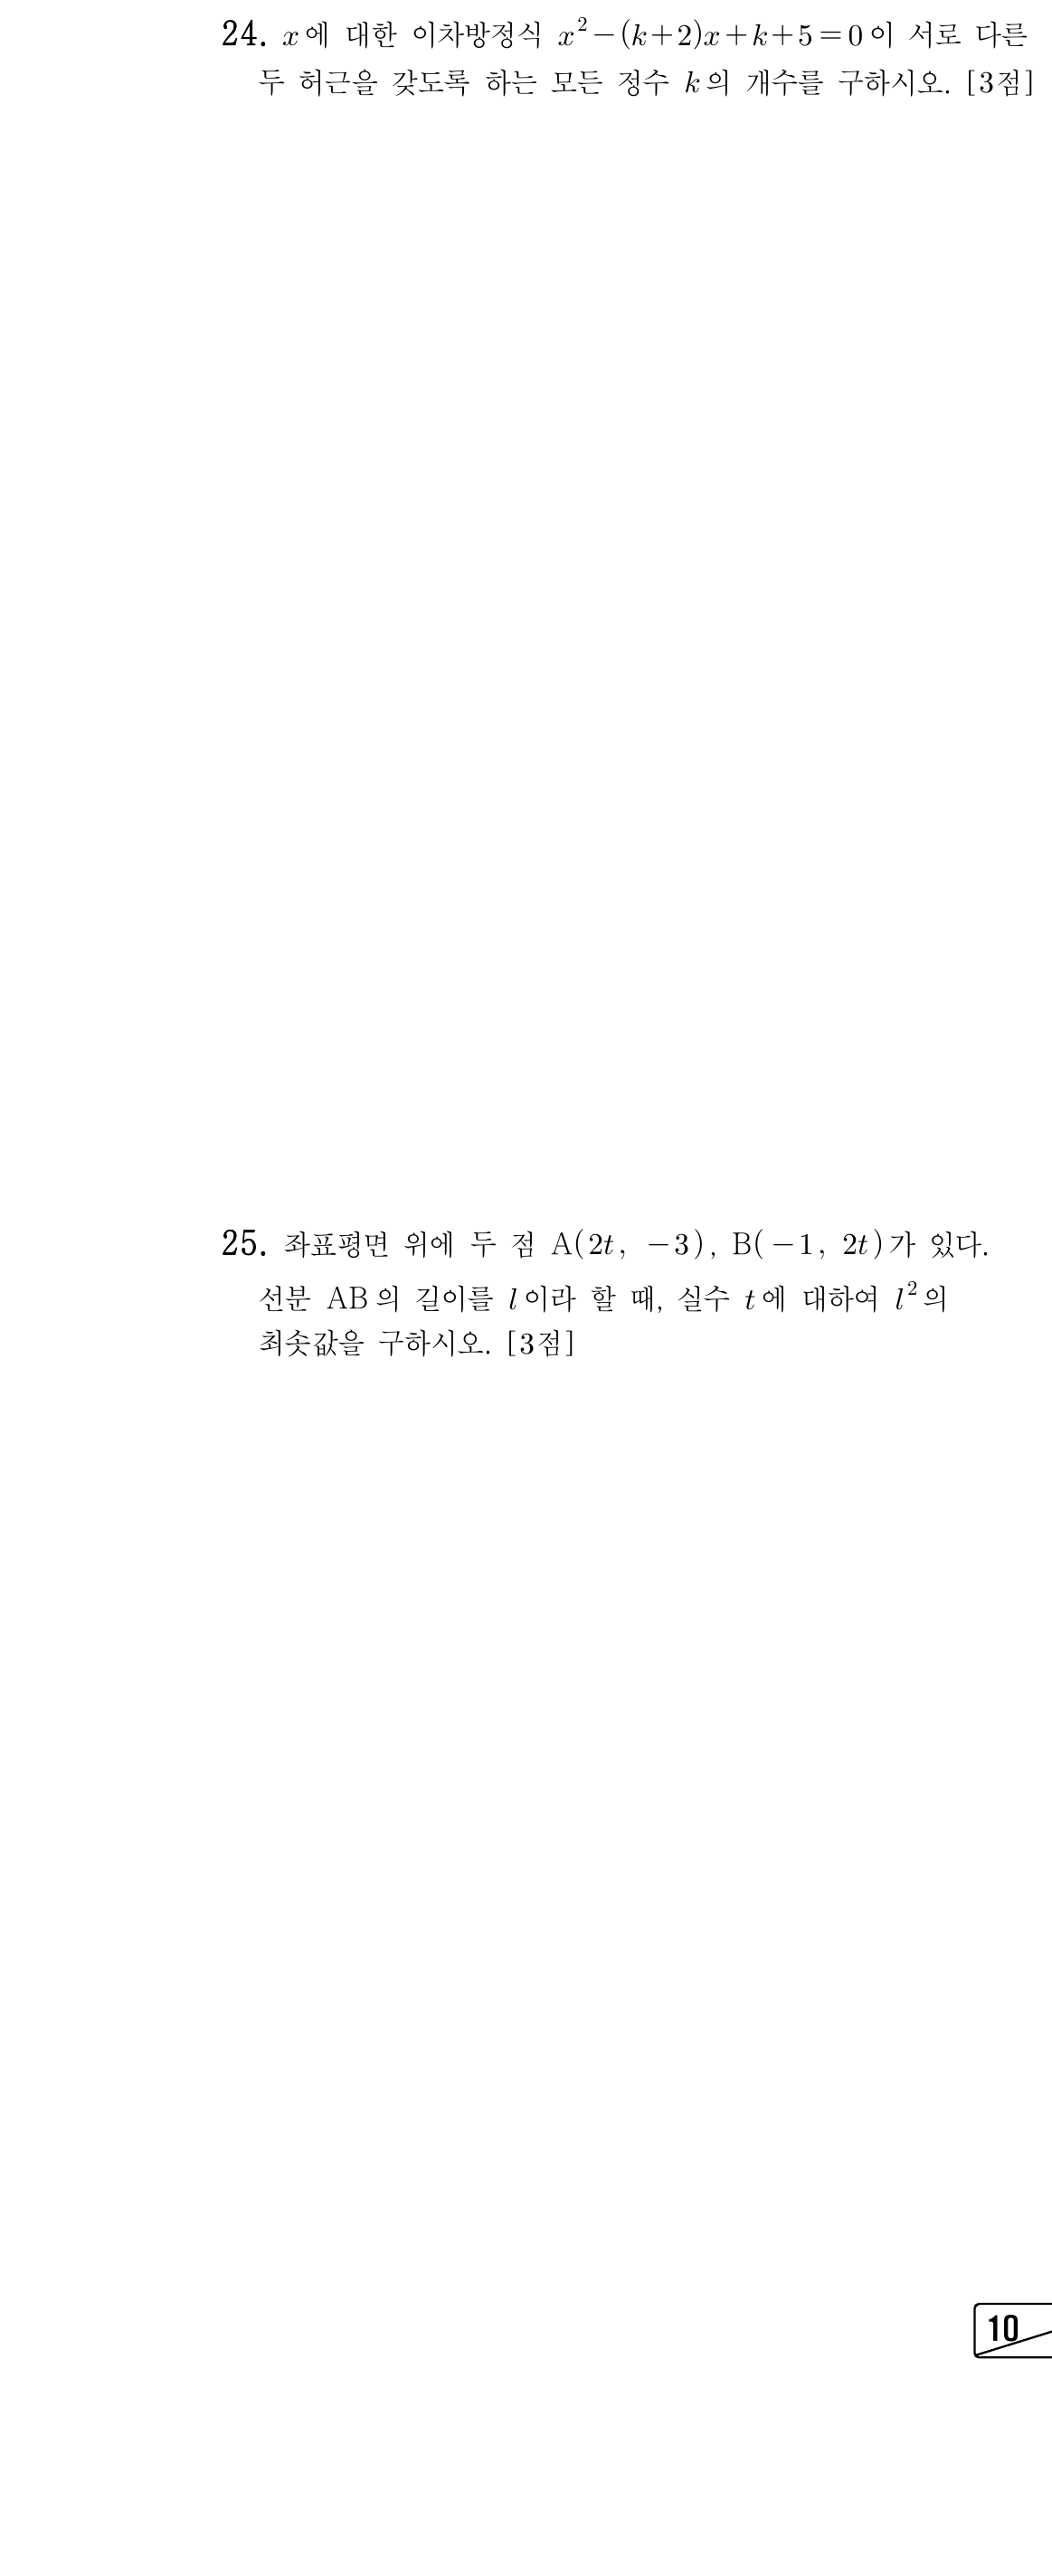 24. x에 대한 이차방정식 x²-(k+2)x+k+5=0이 서로 다른
두 허근을 갖도록 하는 모든 정수 k의 개수를 구하시오. [3점]
25. 좌표평면 위에 두 점 A(2t, -3), B(-1, 2t)가 있다.
선분 AB의 길이를 l이라 할 때, 실수 t에 대하여 l²의
최솟값을 구하시오. [3점]
10